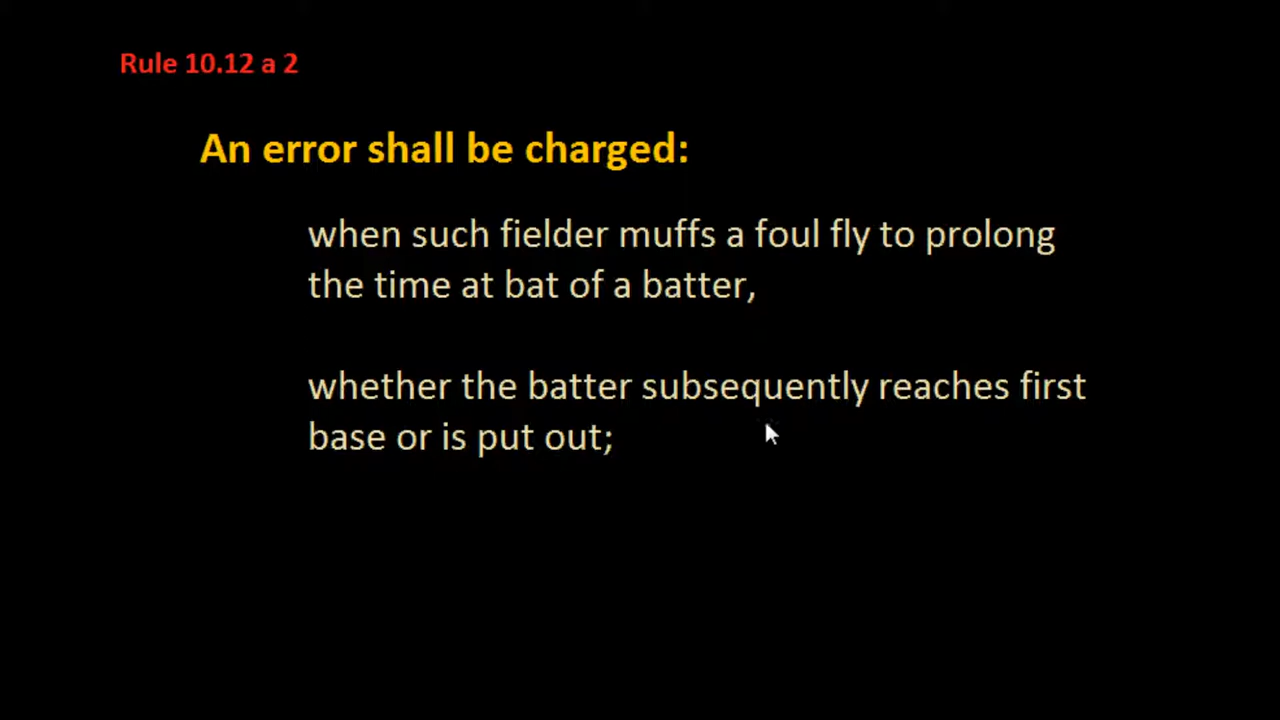 Rule 10.12 a 2
An error shall be charged:
when such fielder muffs a foul fly to prolong
the time at bat of a batter,
whether the batter subsequently reaches first
base or is put out;